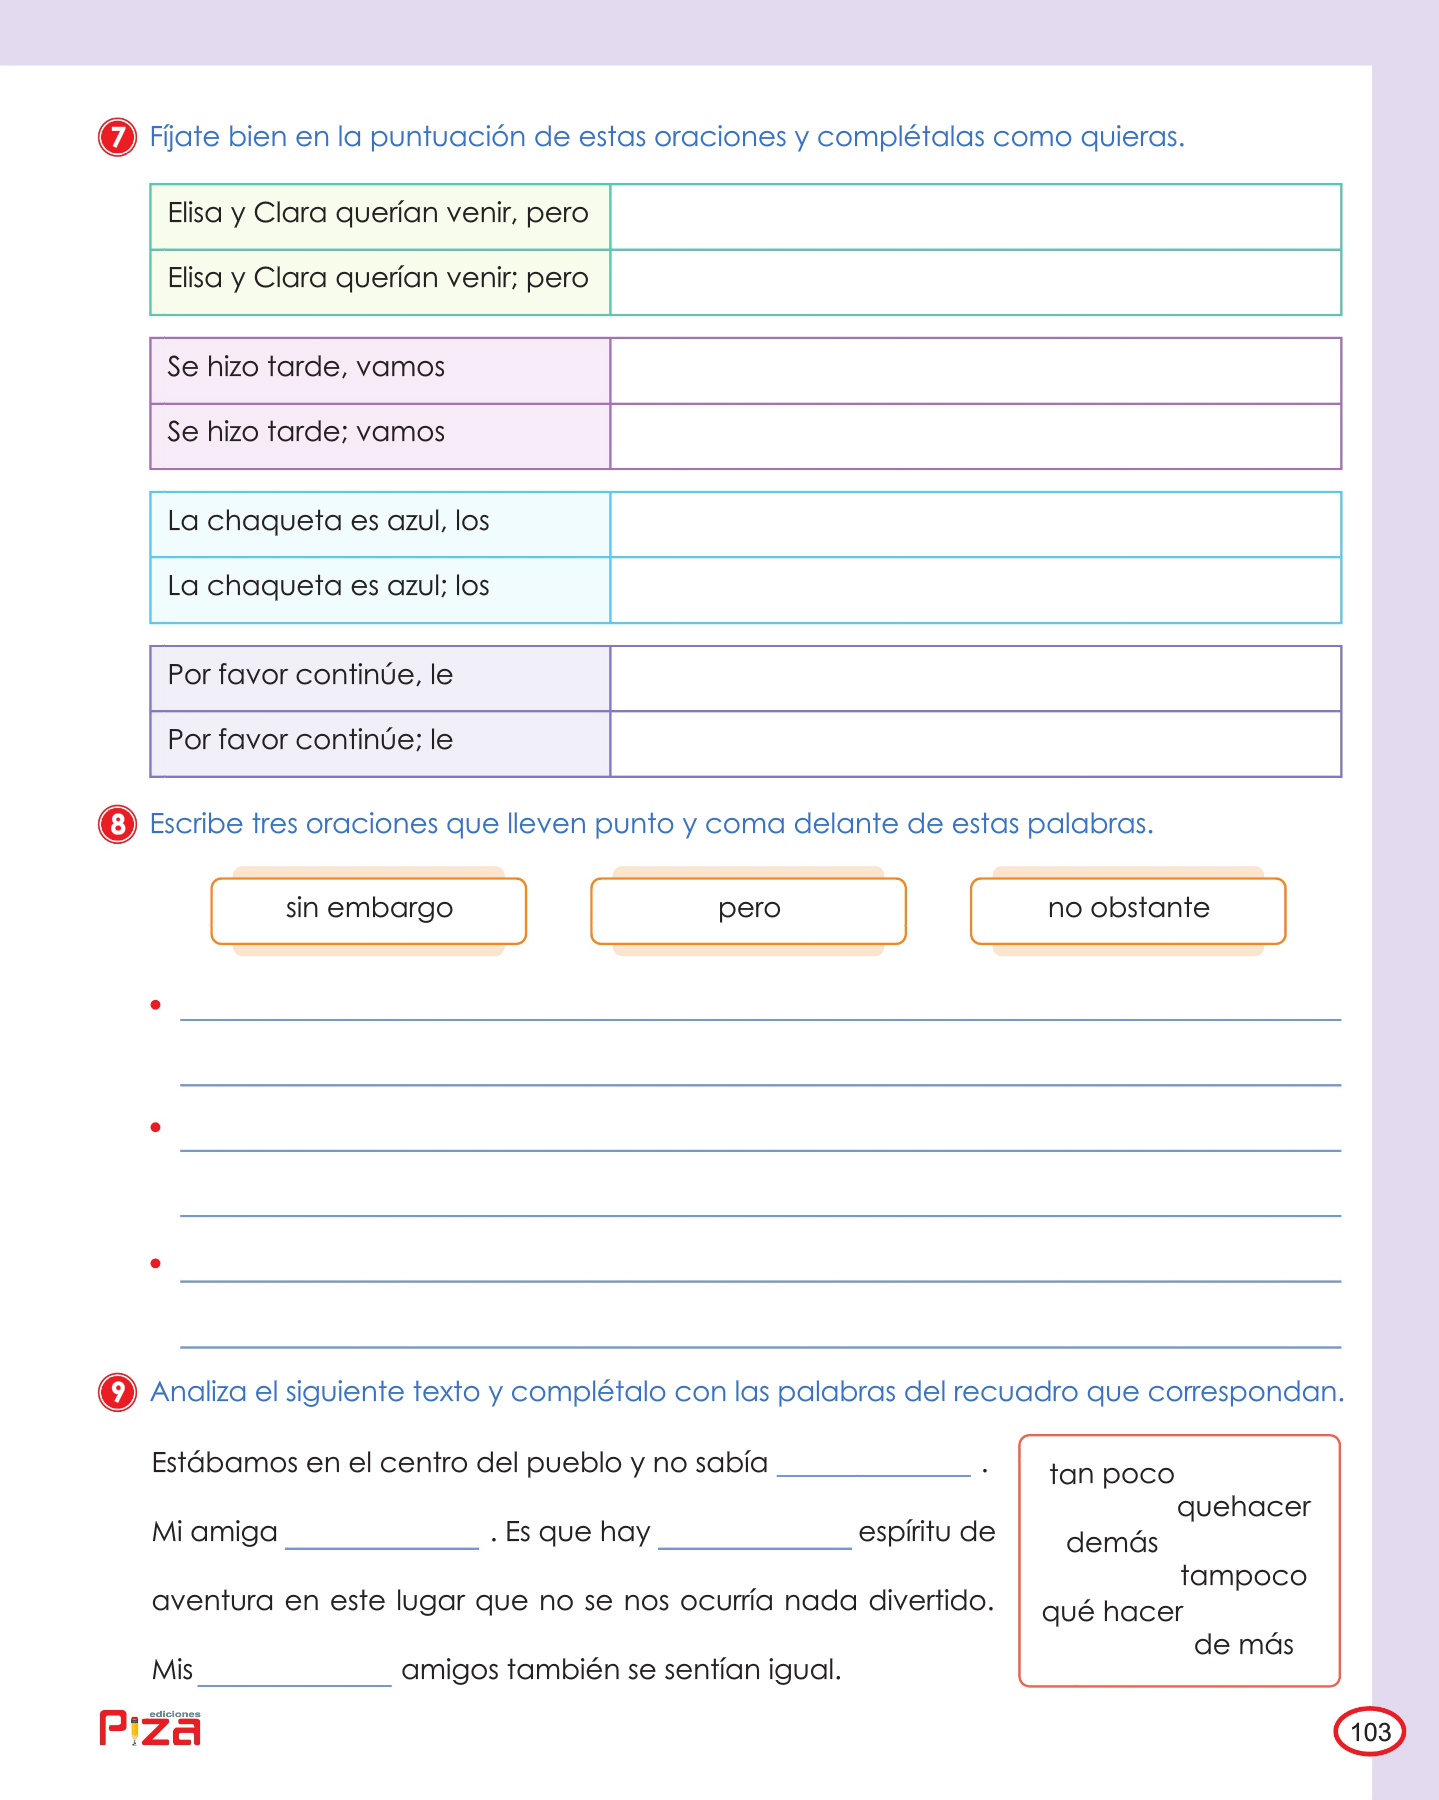 7 Fíjate bien en la puntuación de estas oraciones y complétalas como quieras.
Elisa y Clara querían venir, pero
Elisa y Clara querían venir; pero
Se hizo tarde, vamos
Se hizo tarde; vamos
La chaqueta es azul, los
La chaqueta es azul; los
Por favor continúe, le
Por favor continúe; le
8 Escribe tres oraciones que lleven punto y coma delante de estas palabras.
sin embargo pero no obstante
9 Analiza el siguiente texto y complétalo con las palabras del recuadro que correspondan.
Estábamos en el centro del pueblo y no sabía ____________ .
Mi amiga ____________ . Es que hay ____________ espíritu de
aventura en este lugar que no se nos ocurría nada divertido.
Mis ____________ amigos también se sentían igual.
tan poco
quehacer
demás
tampoco
qué hacer
de más
ediciones
Piza
103